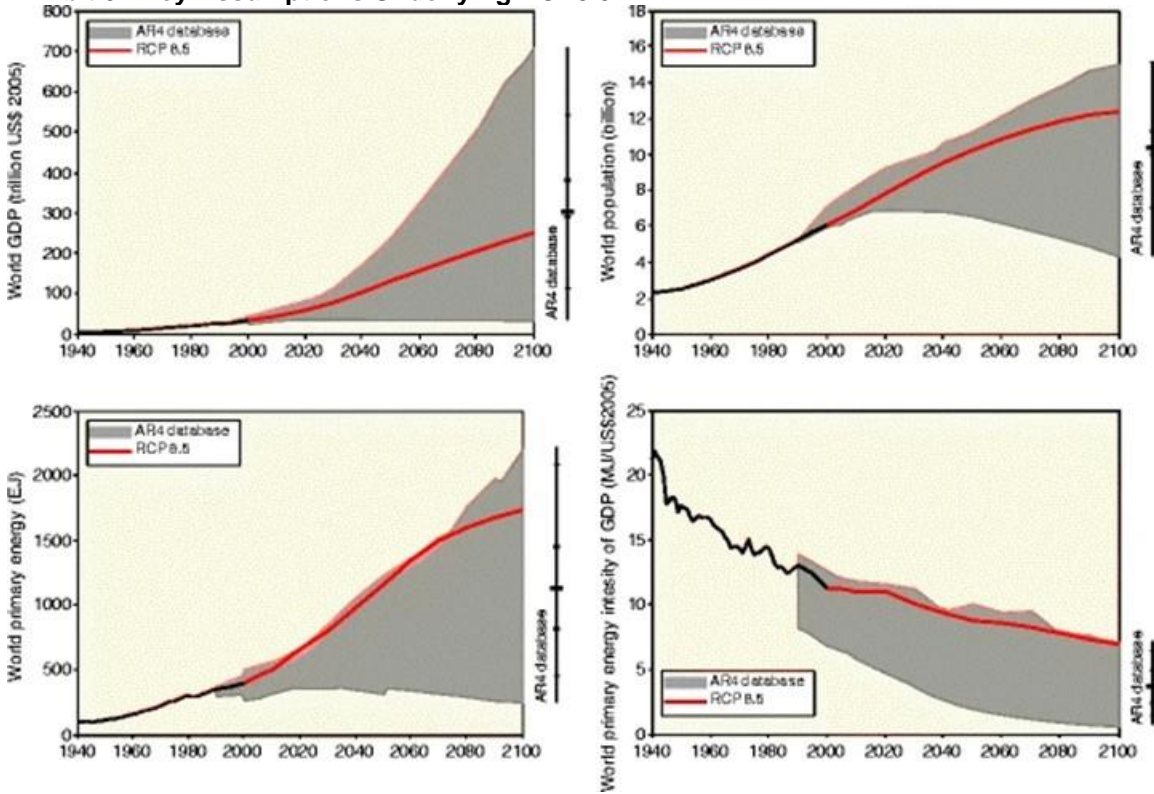 800
700
600
500
400
300
200
100
0
World GDP (trillion US$ 2005)
AR4 database
RCP 8.5
1940 1960 1980 2000 2020 2040 2060 2080 2100
AR4 database
18
16
14
12
10
8
6
4
2
0
World population (billion)
AR4 database
RCP 8.5
1940 1960 1980 2000 2020 2040 2060 2080 2100
AR4 database
2500
2000
1500
1000
500
0
World primary energy (EJ)
AR4 database
RCP 8.5
1940 1960 1980 2000 2020 2040 2060 2080 2100
AR4 database
25
20
15
10
5
0
World primary energy intesity of GDP (MJ/US$2005)
AR4 database
RCP 8.5
1940 1960 1980 2000 2020 2040 2060 2080 2100
AR4 database